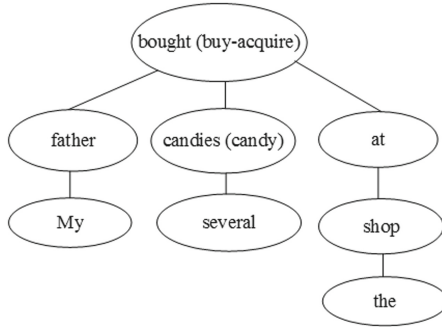 bought (buy-acquire)
father
candies (candy)
at
My
several
shop
the